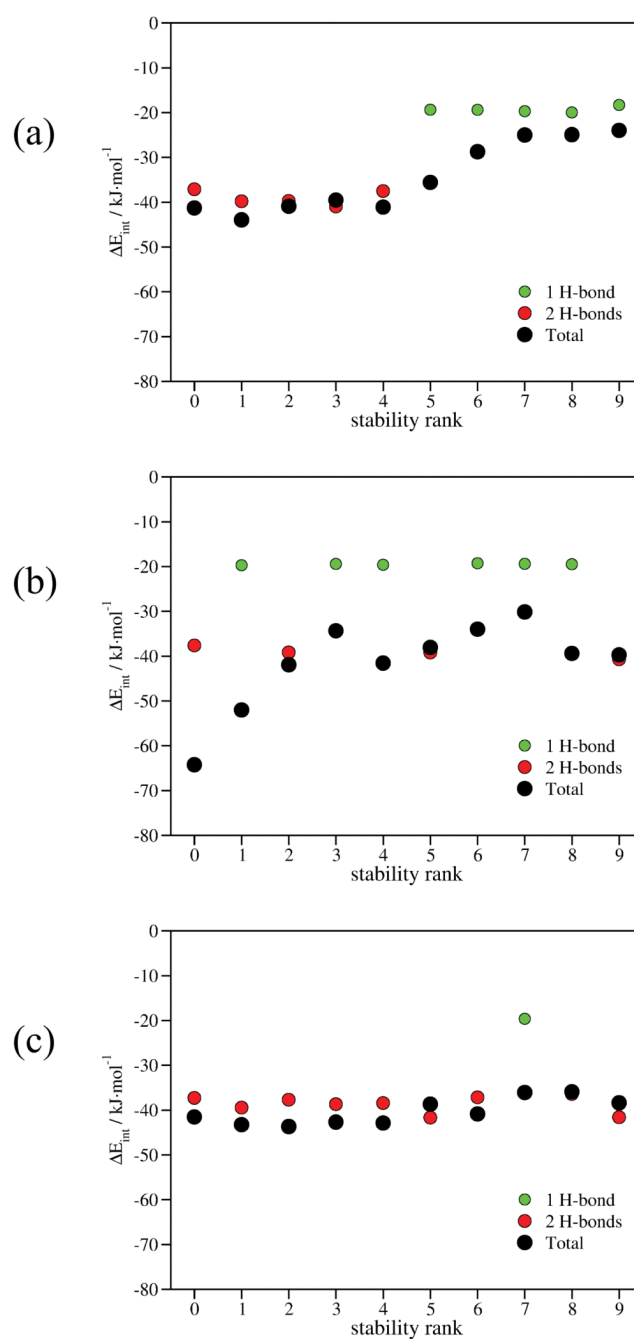 (a)
ΔE_int / kJ·mol⁻¹
0
-10
-20
-30
-40
-50
-60
-70
-80
1 H-bond
2 H-bonds
Total
0 1 2 3 4 5 6 7 8 9
stability rank
(b)
ΔE_int / kJ·mol⁻¹
0
-10
-20
-30
-40
-50
-60
-70
-80
1 H-bond
2 H-bonds
Total
0 1 2 3 4 5 6 7 8 9
stability rank
(c)
ΔE_int / kJ·mol⁻¹
0
-10
-20
-30
-40
-50
-60
-70
-80
1 H-bond
2 H-bonds
Total
0 1 2 3 4 5 6 7 8 9
stability rank